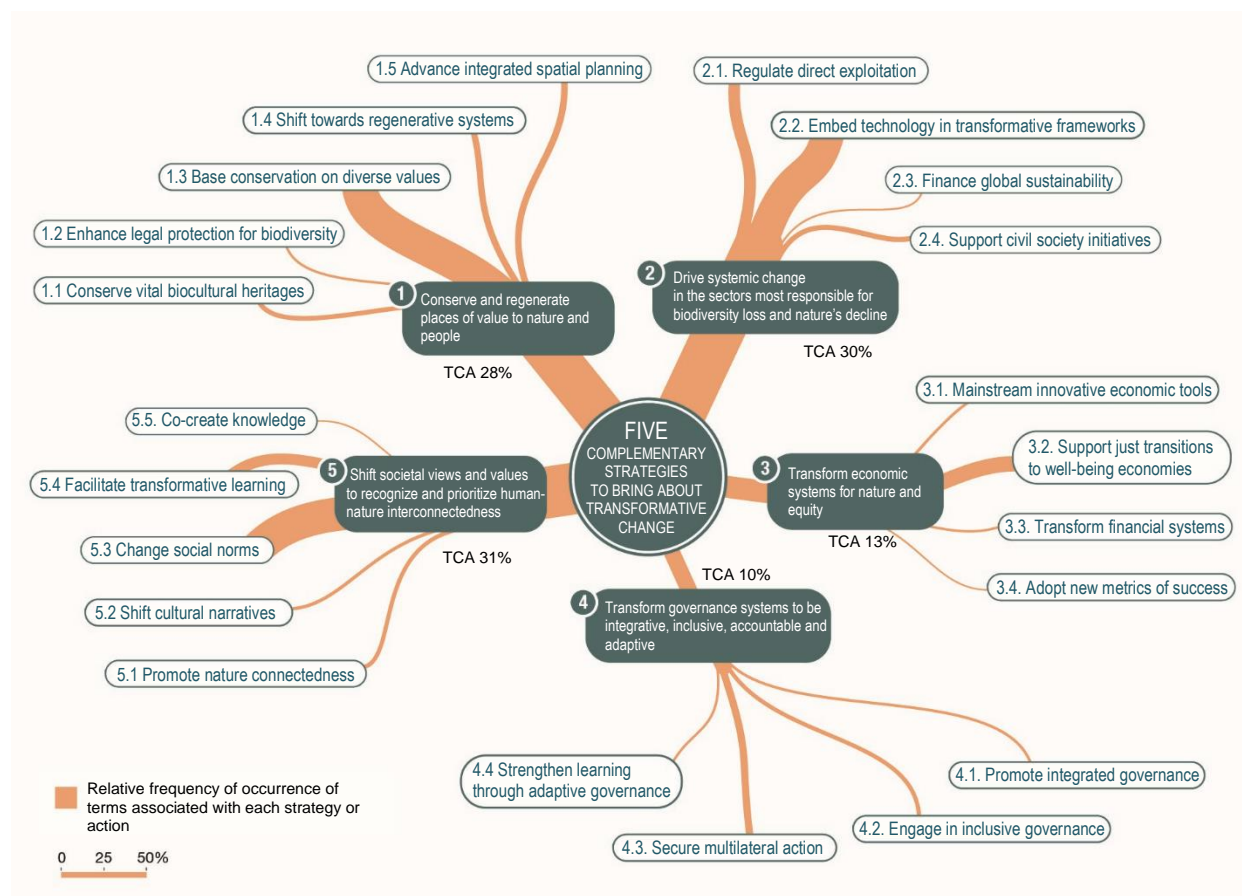 1.5 Advance integrated spatial planning
1.4 Shift towards regenerative systems
1.3 Base conservation on diverse values
1.2 Enhance legal protection for biodiversity
1.1 Conserve vital biocultural heritages
1
Conserve and regenerate
places of value to nature and
people
TCA 28%
2.1. Regulate direct exploitation
2.2. Embed technology in transformative frameworks
2.3. Finance global sustainability
2.4. Support civil society initiatives
2
Drive systemic change
in the sectors most responsible for
biodiversity loss and nature's decline
TCA 30%
FIVE
COMPLEMENTARY
STRATEGIES
TO BRING ABOUT
TRANSFORMATIVE
CHANGE
3.1. Mainstream innovative economic tools
3.2. Support just transitions
to well-being economies
3.3. Transform financial systems
3.4. Adopt new metrics of success
3
Transform economic
systems for nature and
equity
TCA 13%
TCA 10%
4
Transform governance systems to be
integrative, inclusive, accountable and
adaptive
4.1. Promote integrated governance
4.2. Engage in inclusive governance
4.3. Secure multilateral action
4.4 Strengthen learning
through adaptive governance
5.5. Co-create knowledge
5.4 Facilitate transformative learning
5.3 Change social norms
5.2 Shift cultural narratives
5.1 Promote nature connectedness
5
Shift societal views and values
to recognize and prioritize human-
nature interconnectedness
TCA 31%
Relative frequency of occurrence of
terms associated with each strategy or
action
0 25 50%